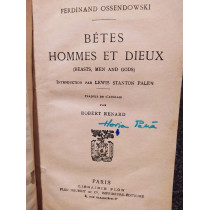 FERDINAND OSSENDOWSKI
BÊTES
HOMMES ET DIEUX
(BEASTS, MEN AND GODS)
INTRODUCTION PAR LEWIS STANTON PALEN
TRADUIT DE L'ANGLAIS
PAR
ROBERT RENARD
PARIS
LIBRAIRIE PLON